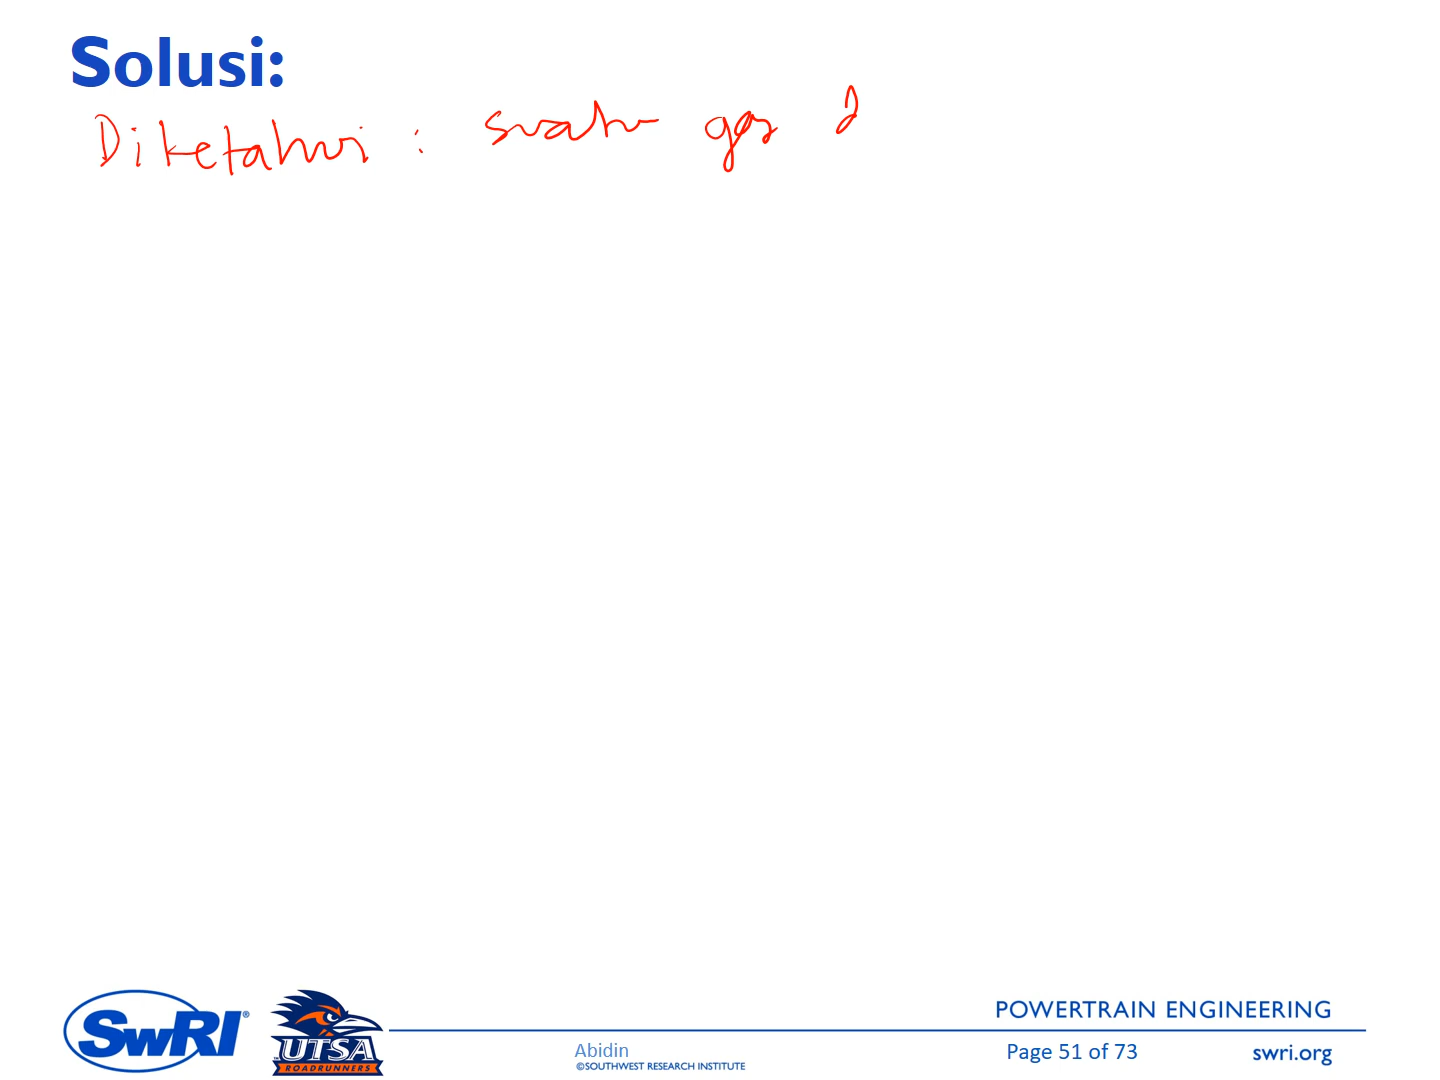 Solusi:
Diketahui : suatu gas
SwRI®
UTSA
ROADRUNNERS
Abidin
©SOUTHWEST RESEARCH INSTITUTE
POWERTRAIN ENGINEERING
Page 51 of 73
swri.org